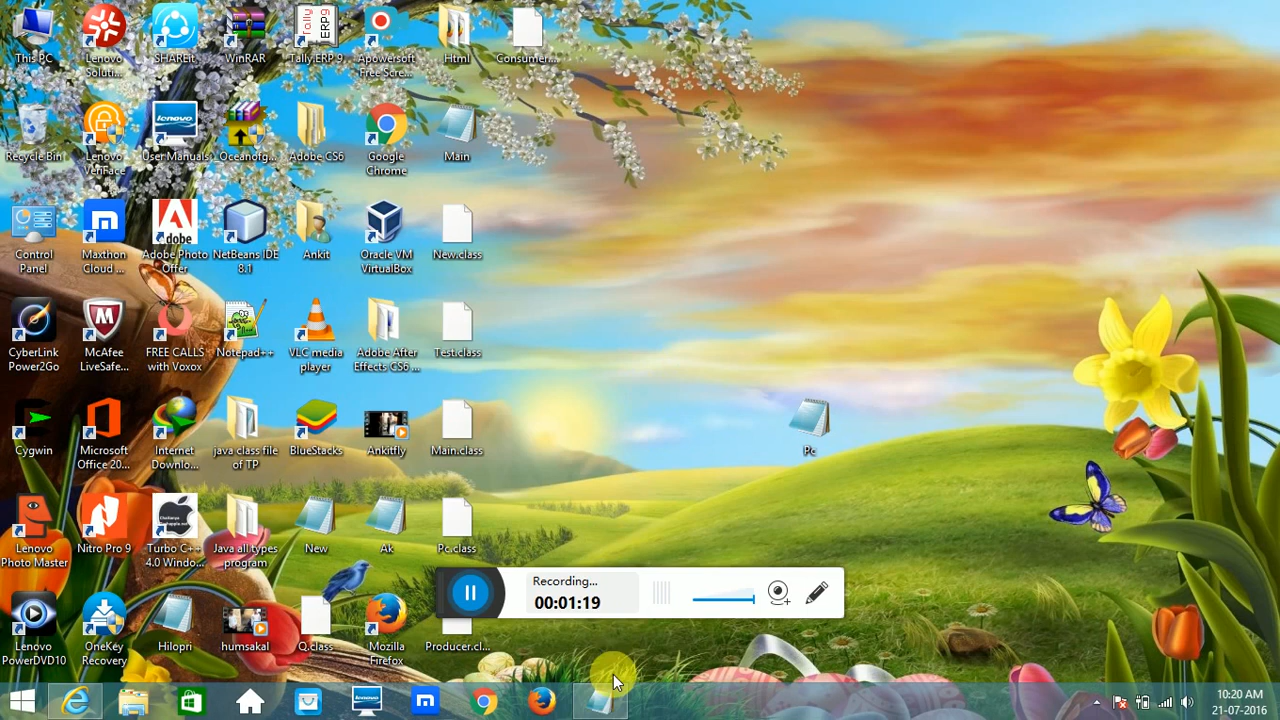 This PC
Lenovo
Soluti...
SHAREit
WinRAR
Tally
ERP9
Tally.ERP 9
Apowersoft
Free Scre...
Html
Consumer...
Recycle Bin
Lenovo
VeriFace
lenovo
User Manuals
Oceanofg...
Adobe CS6
Google
Chrome
Main
Control
Panel
Maxthon
Cloud ...
Adobe
Adobe Photo
Offer
NetBeans IDE
8.1
Ankit
Oracle VM
VirtualBox
New.class
CyberLink
Power2Go
McAfee
LiveSafe...
FREE CALLS
with Voxox
Notepad++
VLC media
player
Adobe After
Effects CS6 ...
Test.class
Cygwin
Microsoft
Office 20...
Internet
Downlo...
java class file
of TP
BlueStacks
Ankitfly
Main.class
Pc
Lenovo
Photo Master
Nitro Pro 9
Turbo C++
4.0 Windo...
Java all types
program
New
Ak
Pc.class
Recording...
00:01:19
Lenovo
PowerDVD10
OneKey
Recovery
Hilopri
humsakal
Q.class
Mozilla
Firefox
Producer.cl...
lenovo
10:20 AM
21-07-2016